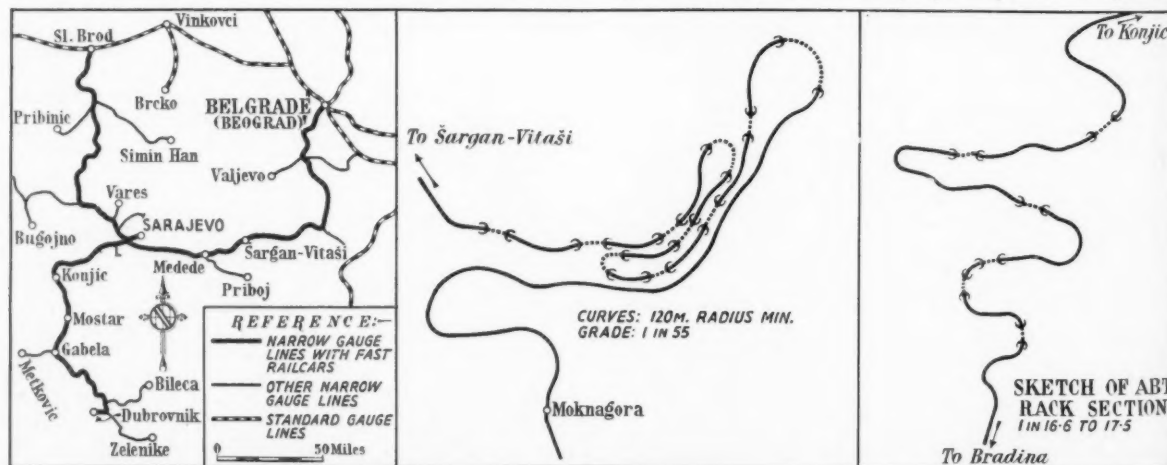 Vinkovci
Sl. Brod
Brcko
BELGRADE
(BEOGRAD)
Pribinic
Simin Han
Valjevo
Vares
SARAJEVO
Bugojno
Šargan-Vitaši
Medede
Konjic
Priboj
Mostar
Gabela
Metkovic
Bileca
Dubrovnik
Zelenike
REFERENCE:—
NARROW GAUGE
LINES WITH FAST
RAILCARS
OTHER NARROW
GAUGE LINES
STANDARD GAUGE
LINES
0 50 Miles
To Šargan-Vitaši
CURVES: 120M. RADIUS MIN.
GRADE: 1 IN 55
Moknagora
To Konjic
SKETCH OF ABT
RACK SECTION
1 IN 16·6 TO 17·5
To Bradina